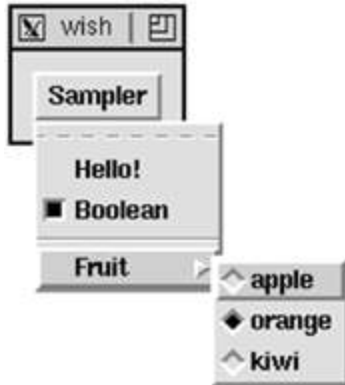 wish
Sampler
Hello!
Boolean
Fruit
apple
orange
kiwi